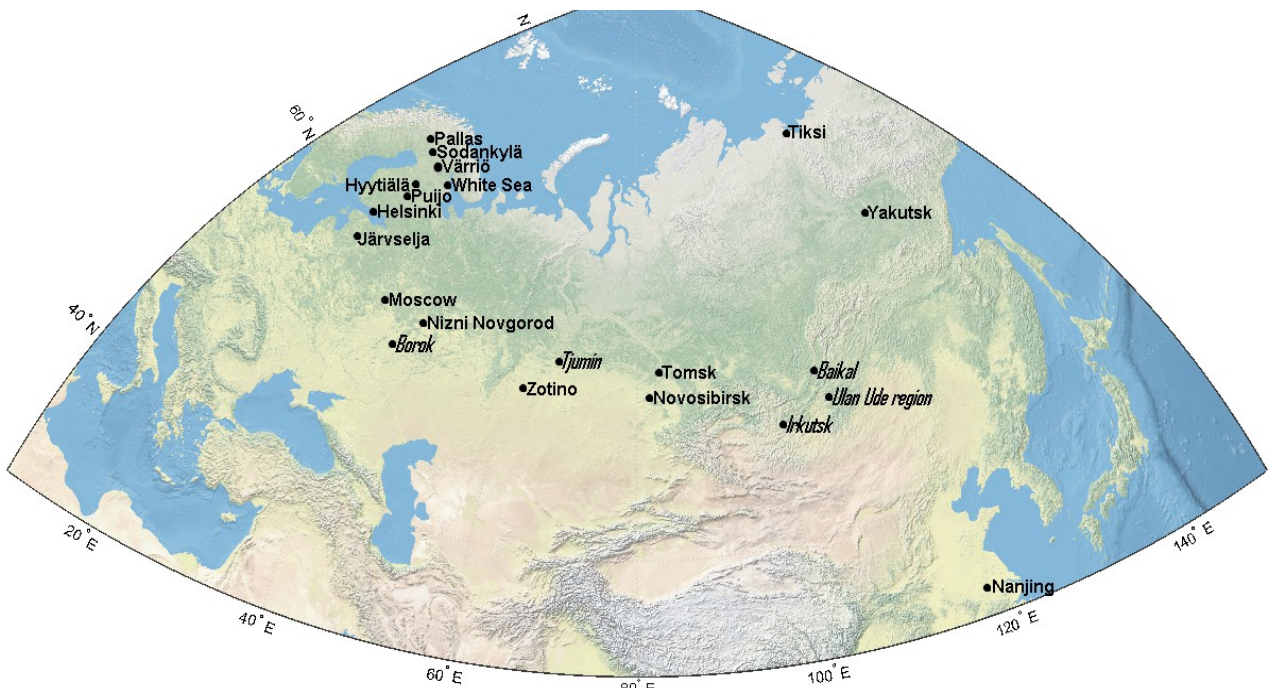 N
60°N
Pallas
Sodankylä
Värriö
Hyytiälä
White Sea
Puijo
Helsinki
Järvselja
Tiksi
Yakutsk
Moscow
Nizni Novgorod
Borok
40°N
Tjumin
Zotino
Tomsk
Novosibirsk
Baikal
Ulan Ude region
Irkutsk
Nanjing
20°E
40°E
60°E
80°E
100°E
120°E
140°E